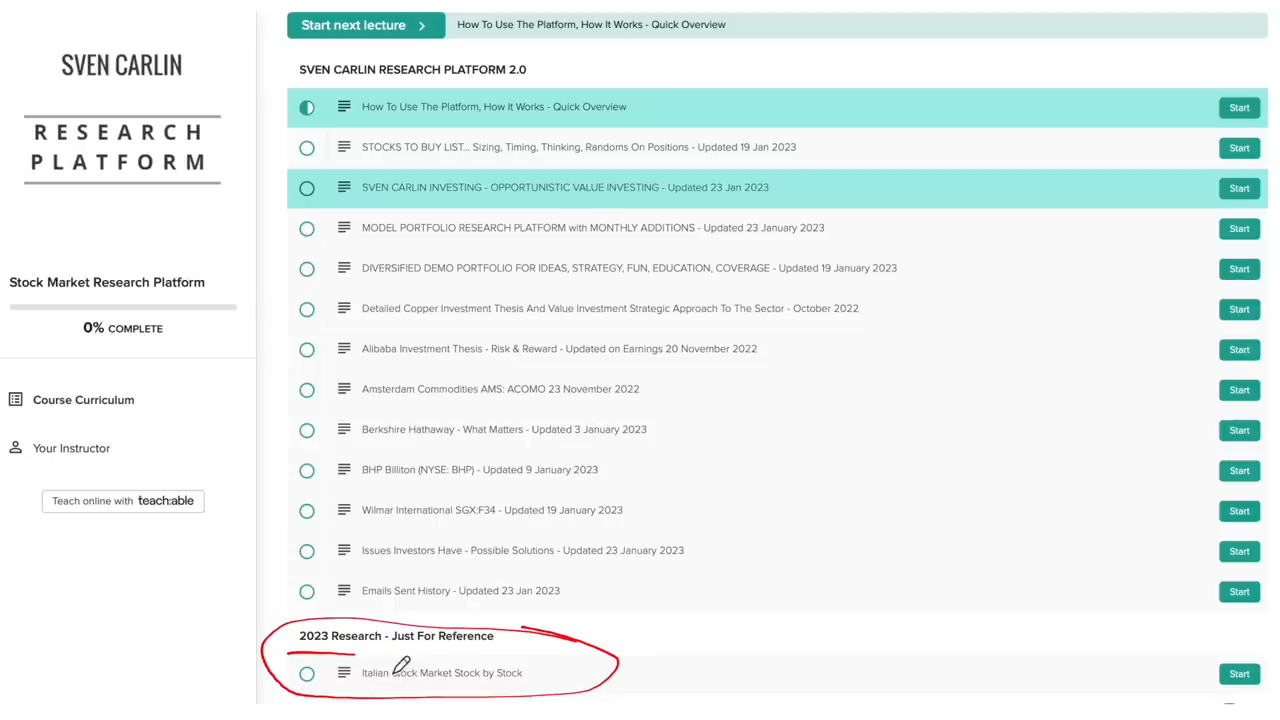 SVEN CARLIN
RESEARCH
PLATFORM
Stock Market Research Platform
0% COMPLETE
Course Curriculum
Your Instructor
Teach online with teach:able
Start next lecture
How To Use The Platform, How It Works - Quick Overview
SVEN CARLIN RESEARCH PLATFORM 2.0
How To Use The Platform, How It Works - Quick Overview Start
STOCKS TO BUY LIST... Sizing, Timing, Thinking, Randoms On Positions - Updated 19 Jan 2023 Start
SVEN CARLIN INVESTING - OPPORTUNISTIC VALUE INVESTING - Updated 23 Jan 2023 Start
MODEL PORTFOLIO RESEARCH PLATFORM with MONTHLY ADDITIONS - Updated 23 January 2023 Start
DIVERSIFIED DEMO PORTFOLIO FOR IDEAS, STRATEGY, FUN, EDUCATION, COVERAGE - Updated 19 January 2023 Start
Detailed Copper Investment Thesis And Value Investment Strategic Approach To The Sector - October 2022 Start
Alibaba Investment Thesis - Risk & Reward - Updated on Earnings 20 November 2022 Start
Amsterdam Commodities AMS: ACOMO 23 November 2022 Start
Berkshire Hathaway - What Matters - Updated 3 January 2023 Start
BHP Billiton (NYSE: BHP) - Updated 9 January 2023 Start
Wilmar International SGX:F34 - Updated 19 January 2023 Start
Issues Investors Have - Possible Solutions - Updated 23 January 2023 Start
Emails Sent History - Updated 23 Jan 2023 Start
2023 Research - Just For Reference
Italian Stock Market Stock by Stock Start